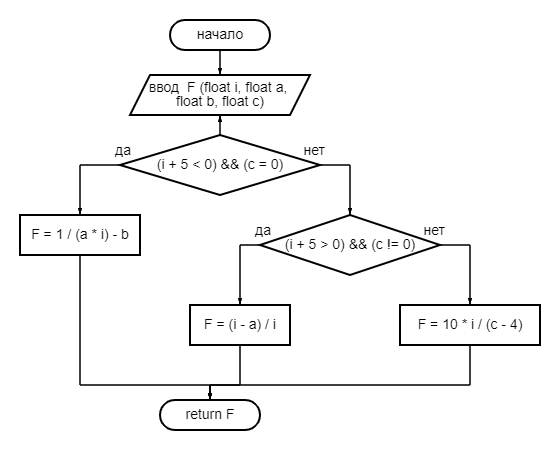 начало
ввод F (float i, float a,
float b, float c)
да
(i + 5 < 0) && (c = 0)
нет
F = 1 / (a * i) - b
да
(i + 5 > 0) && (c != 0)
нет
F = (i - a) / i
F = 10 * i / (c - 4)
return F